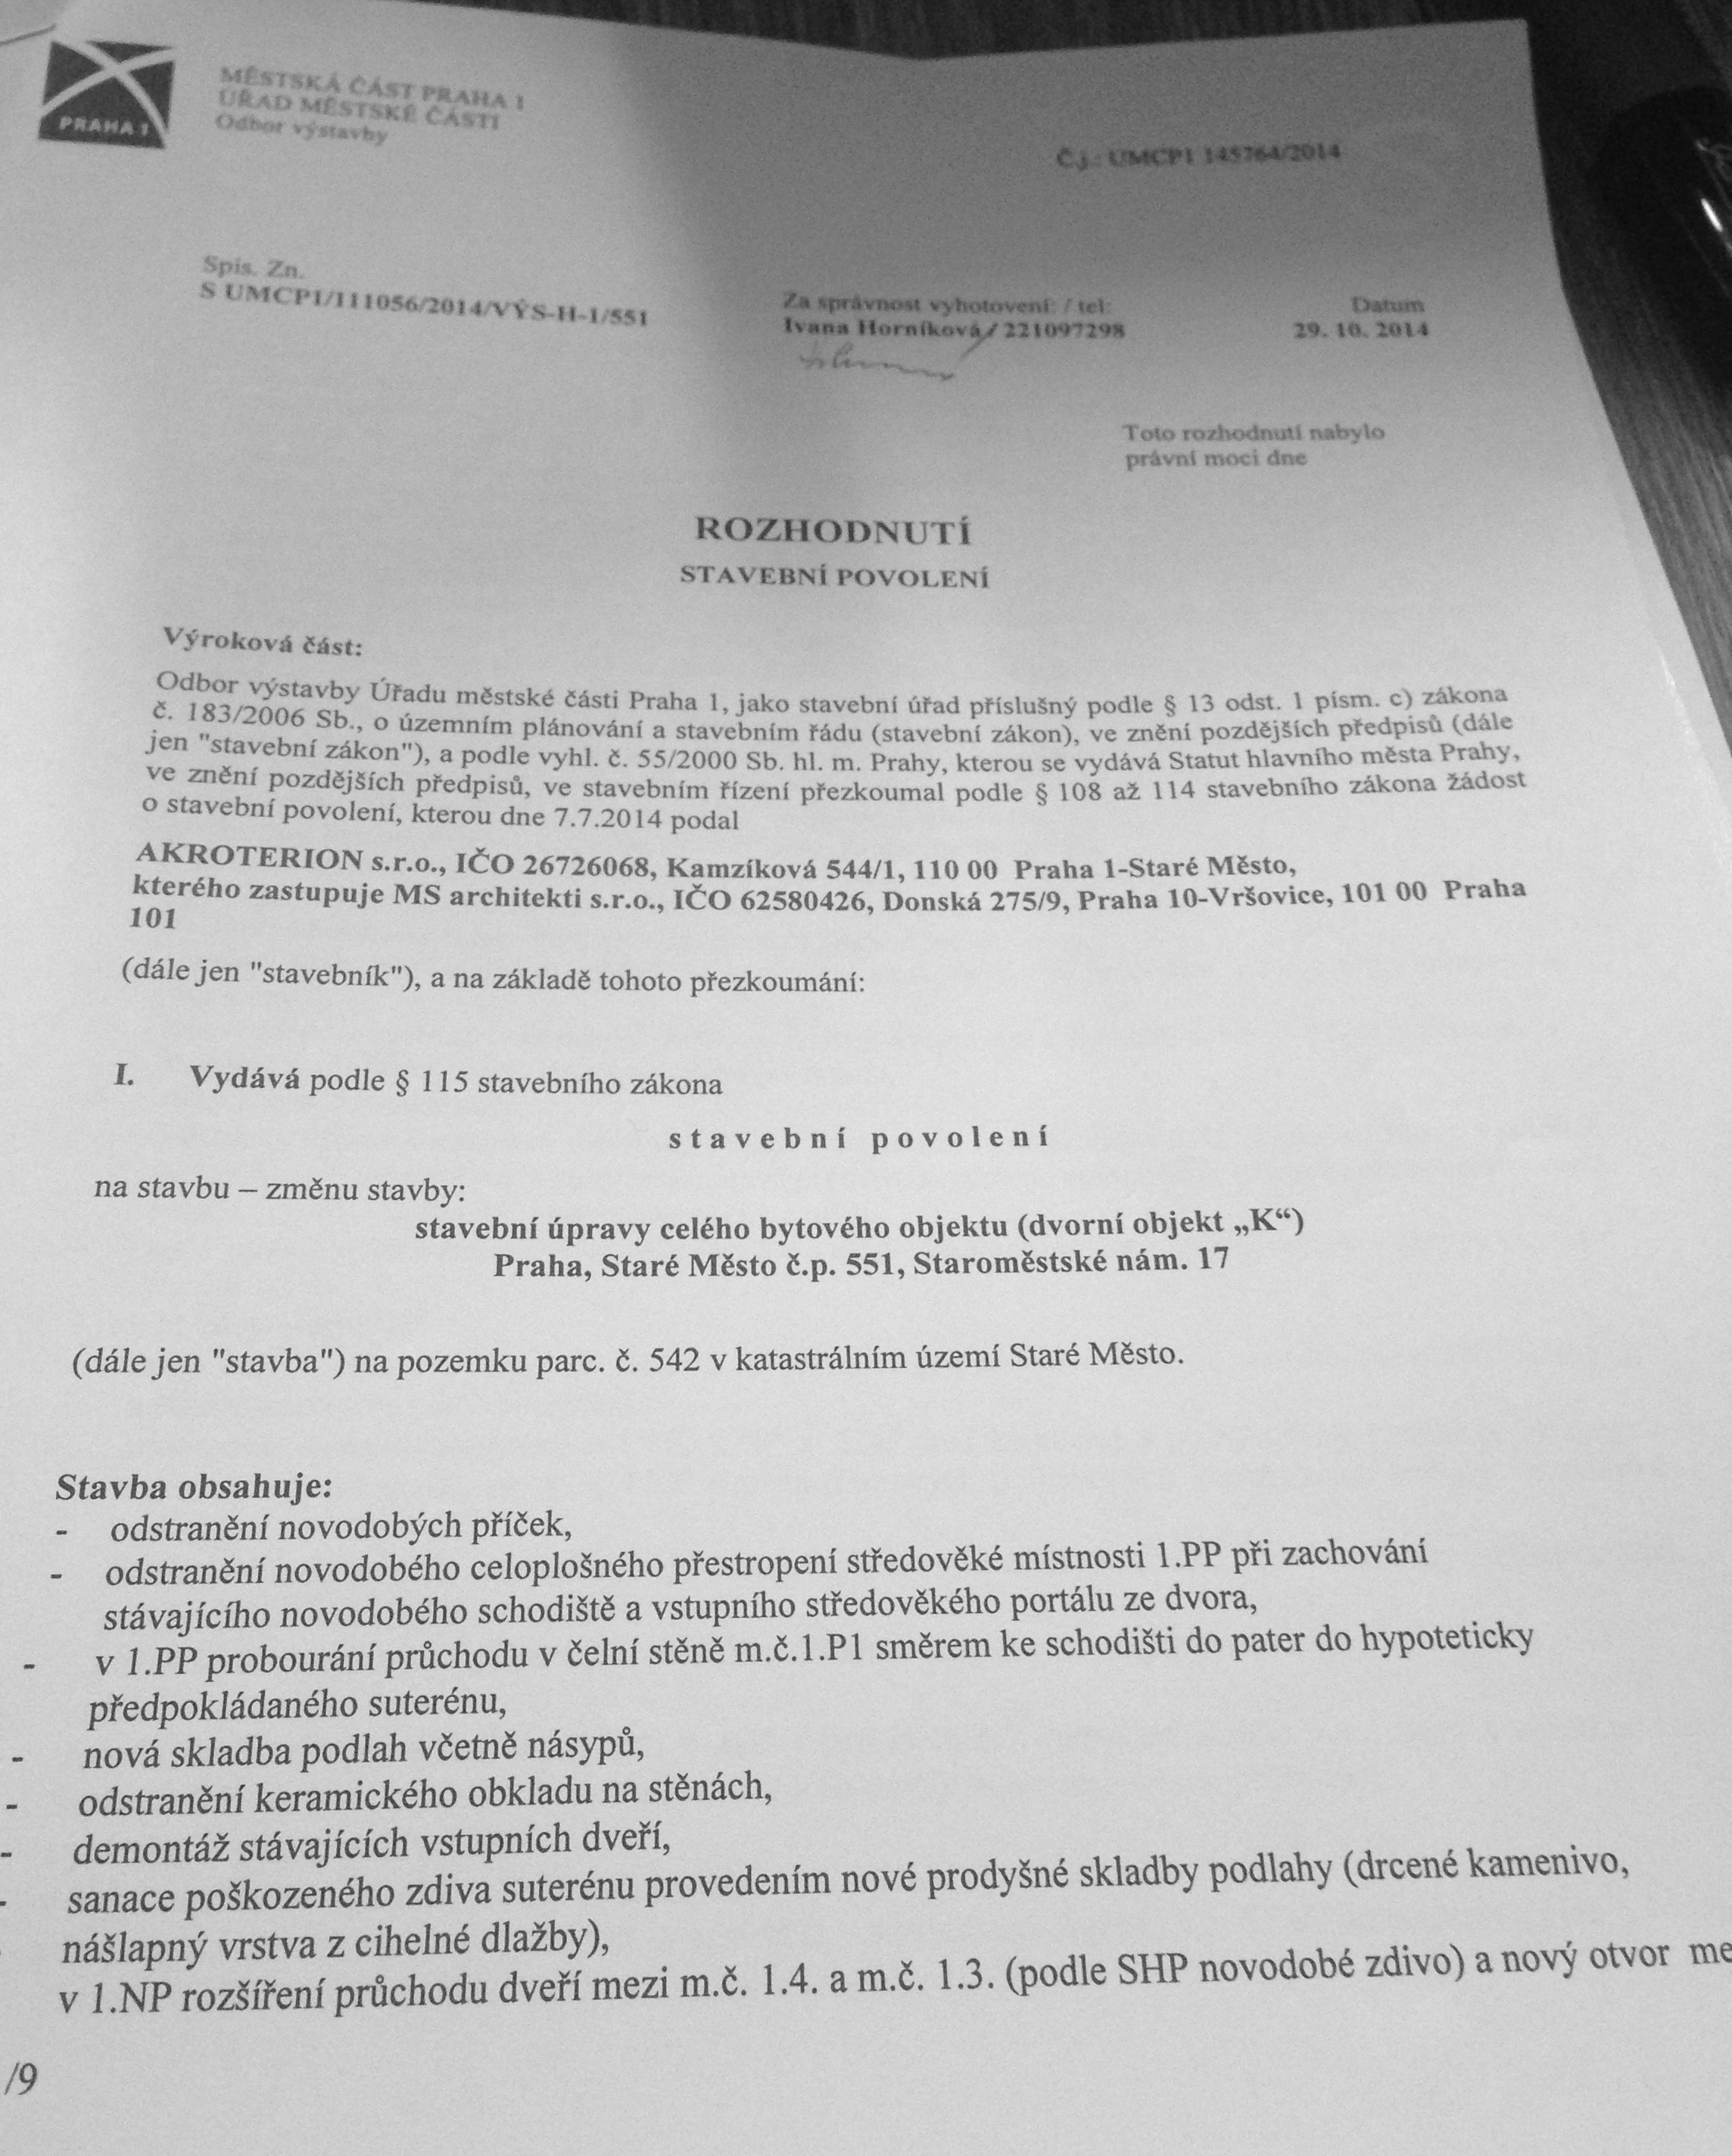 PRAHA 1
MĚSTSKÁ ČÁST PRAHA 1
ÚŘAD MĚSTSKÉ ČÁSTI
Odbor výstavby
Č.j.: UMCP1 145764/2014
Spis. Zn.
S UMCP1/111056/2014/VÝS-H-1/551
Za správnost vyhotovení: / tel:
Ivana Horníková / 221097298
Datum
29. 10. 2014
Toto rozhodnutí nabylo
právní moci dne
ROZHODNUTÍ
STAVEBNÍ POVOLENÍ
Výroková část:
Odbor výstavby Úřadu městské části Praha 1, jako stavební úřad příslušný podle § 13 odst. 1 písm. c) zákona
č. 183/2006 Sb., o územním plánování a stavebním řádu (stavební zákon), ve znění pozdějších předpisů (dále
jen "stavební zákon"), a podle vyhl. č. 55/2000 Sb. hl. m. Prahy, kterou se vydává Statut hlavního města Prahy,
ve znění pozdějších předpisů, ve stavebním řízení přezkoumal podle § 108 až 114 stavebního zákona žádost
o stavební povolení, kterou dne 7.7.2014 podal
AKROTERION s.r.o., IČO 26726068, Kamzíková 544/1, 110 00 Praha 1-Staré Město,
kterého zastupuje MS architekti s.r.o., IČO 62580426, Donská 275/9, Praha 10-Vršovice, 101 00 Praha
101
(dále jen "stavebník"), a na základě tohoto přezkoumání:
I. Vydává podle § 115 stavebního zákona
stavební povolení
na stavbu – změnu stavby:
stavební úpravy celého bytového objektu (dvorní objekt „K“)
Praha, Staré Město č.p. 551, Staroměstské nám. 17
(dále jen "stavba") na pozemku parc. č. 542 v katastrálním území Staré Město.
Stavba obsahuje:
- odstranění novodobých příček,
- odstranění novodobého celoplošného přestropení středověké místnosti 1.PP při zachování
stávajícího novodobého schodiště a vstupního středověkého portálu ze dvora,
- v 1.PP probourání průchodu v čelní stěně m.č.1.P1 směrem ke schodišti do pater do hypoteticky
předpokládaného suterénu,
- nová skladba podlah včetně násypů,
- odstranění keramického obkladu na stěnách,
- demontáž stávajících vstupních dveří,
- sanace poškozeného zdiva suterénu provedením nové prodyšné skladby podlahy (drcené kamenivo,
nášlapný vrstva z cihelné dlažby),
v 1.NP rozšíření průchodu dveří mezi m.č. 1.4. a m.č. 1.3. (podle SHP novodobé zdivo) a nový otvor me
/9